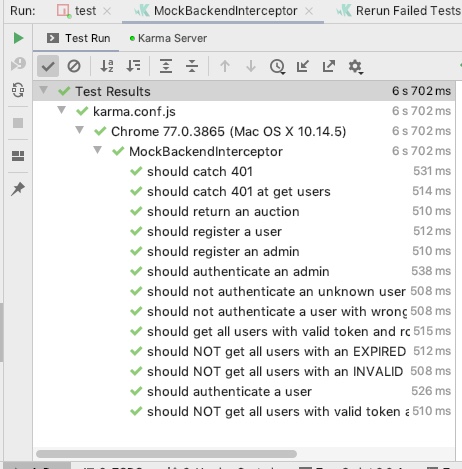 Run: test × MockBackendInterceptor × Rerun Failed Tests
Test Run Karma Server
Test Results 6 s 702 ms
karma.conf.js 6 s 702 ms
Chrome 77.0.3865 (Mac OS X 10.14.5) 6 s 702 ms
MockBackendInterceptor 6 s 702 ms
should catch 401 531 ms
should catch 401 at get users 514 ms
should return an auction 510 ms
should register a user 512 ms
should register an admin 510 ms
should authenticate an admin 538 ms
should not authenticate an unknown user 508 ms
should not authenticate a user with wrong 508 ms
should get all users with valid token and ro 515 ms
should NOT get all users with an EXPIRED 512 ms
should NOT get all users with an INVALID 508 ms
should authenticate a user 526 ms
should NOT get all users with valid token a 510 ms